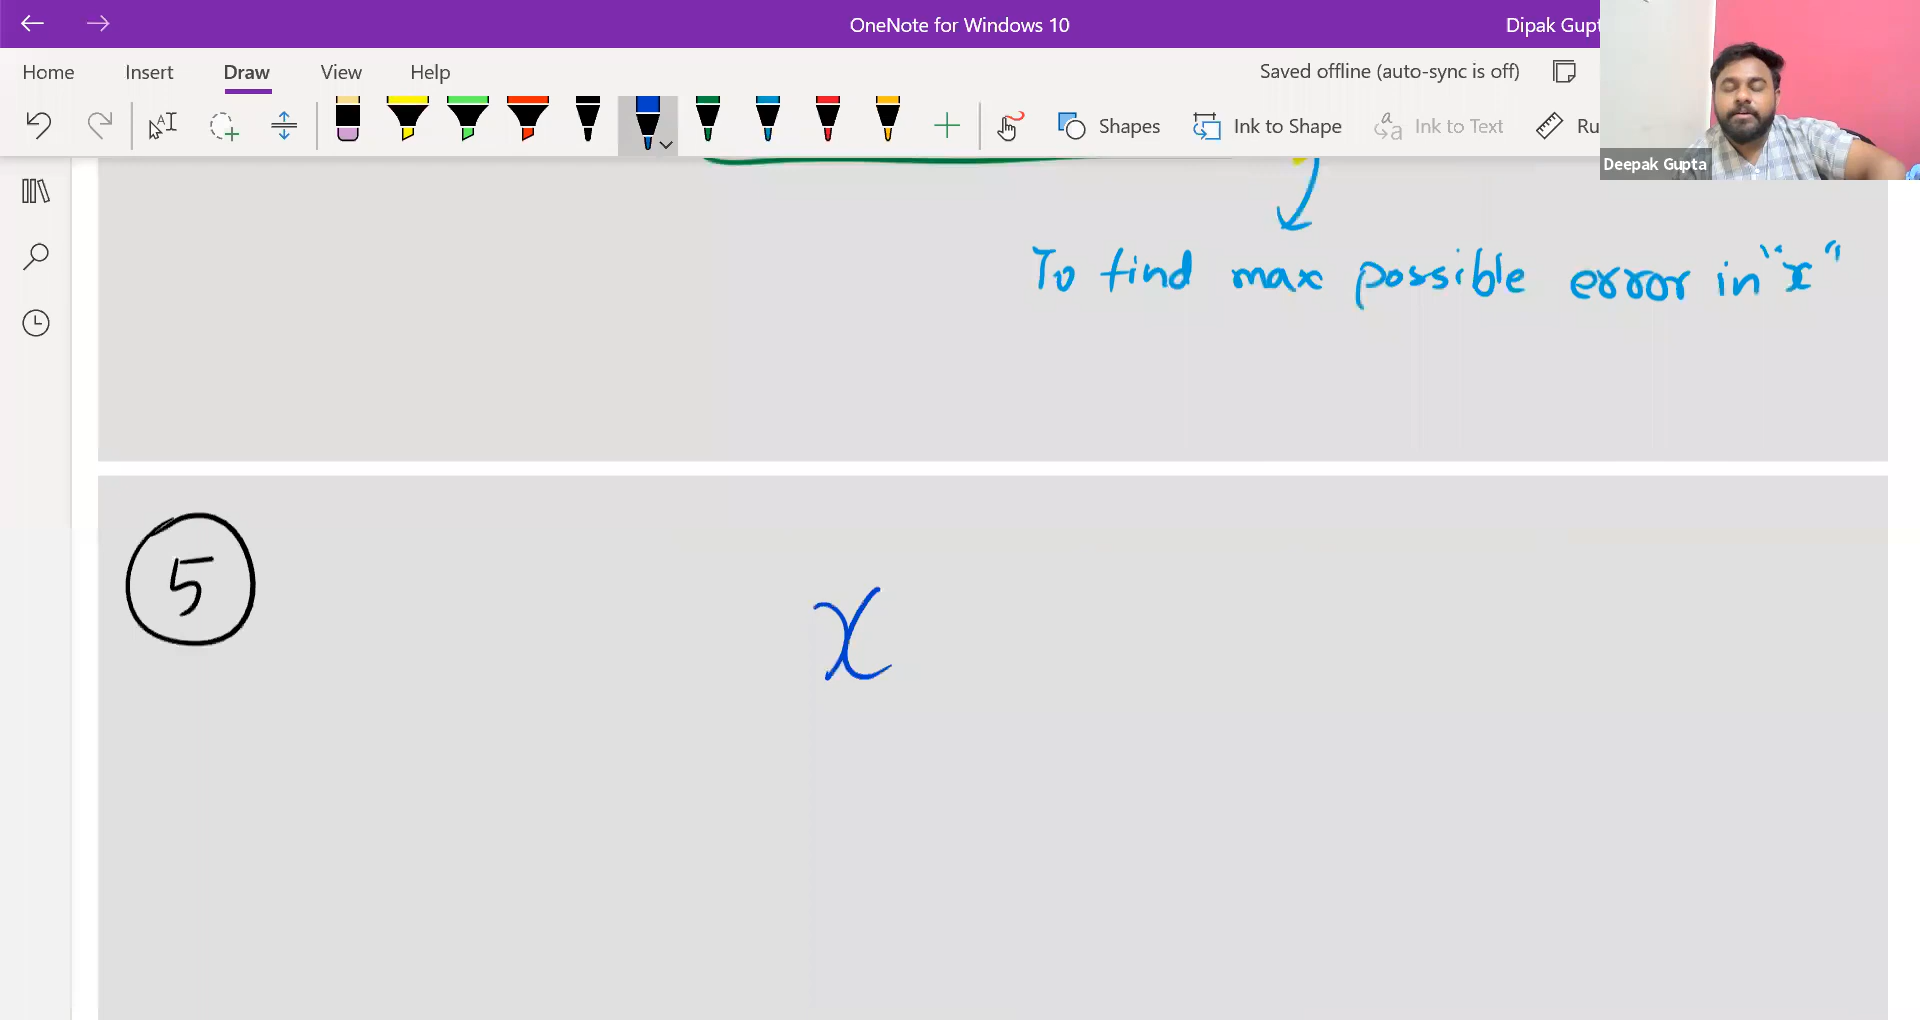 OneNote for Windows 10
Dipak Gupt
Home Insert Draw View Help
Saved offline (auto-sync is off)
Shapes Ink to Shape Ink to Text Ru
Deepak Gupta
To find max possible error in "x"
5
x